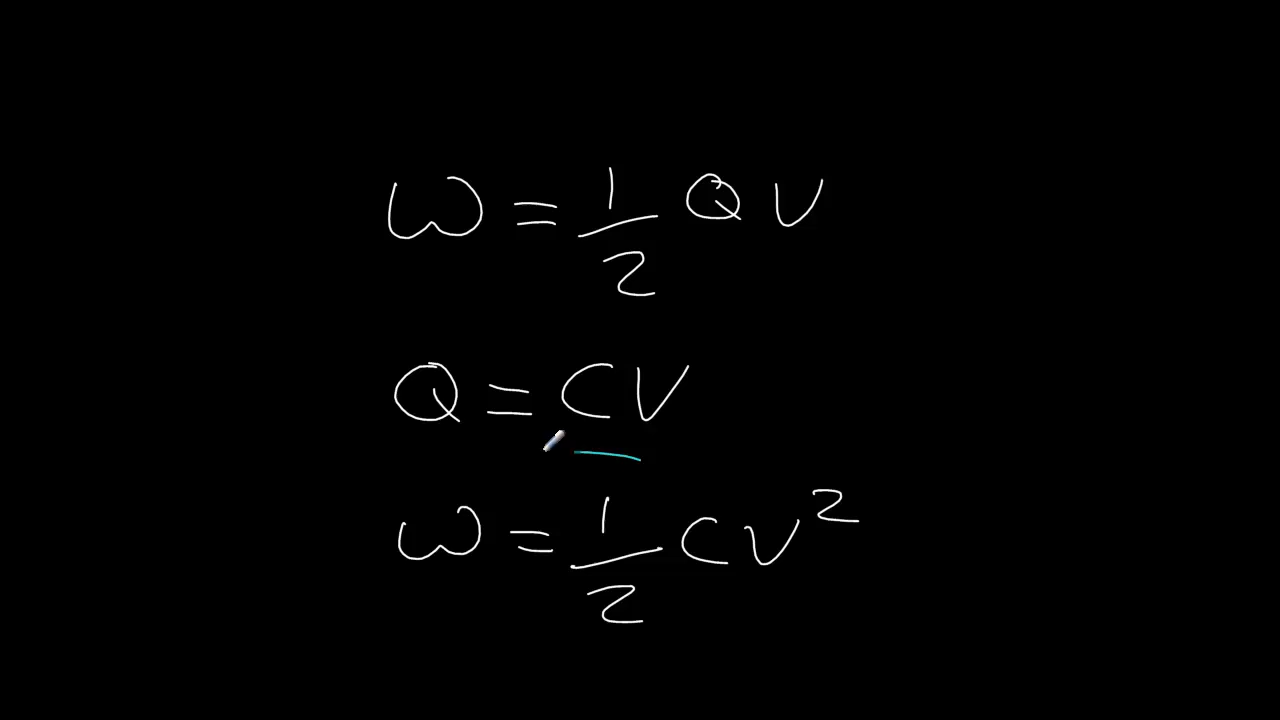 W = 1/2 QV
Q = CV
W = 1/2 CV²